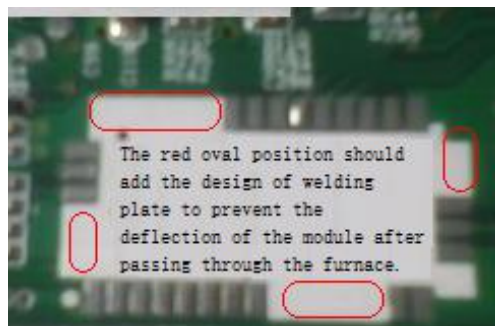 The red oval position should
add the design of welding
plate to prevent the
deflection of the module after
passing through the furnace.